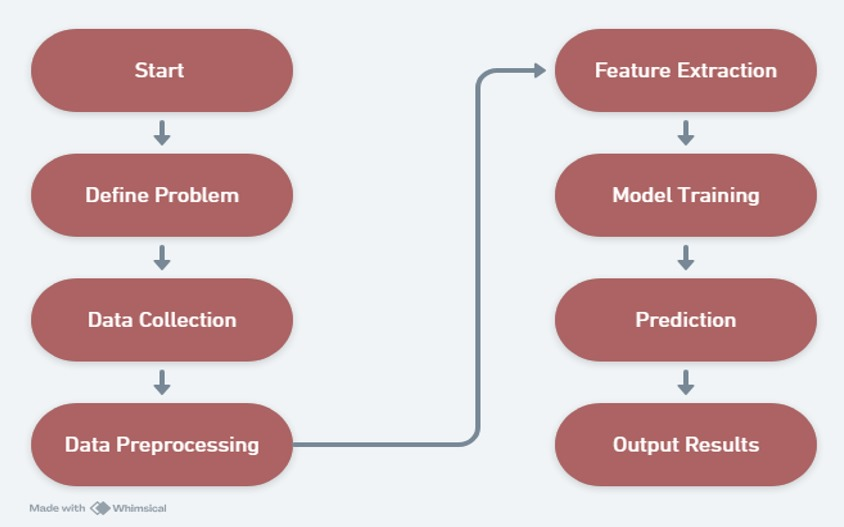 Start
Define Problem
Data Collection
Data Preprocessing
Feature Extraction
Model Training
Prediction
Output Results
Made with Whimsical